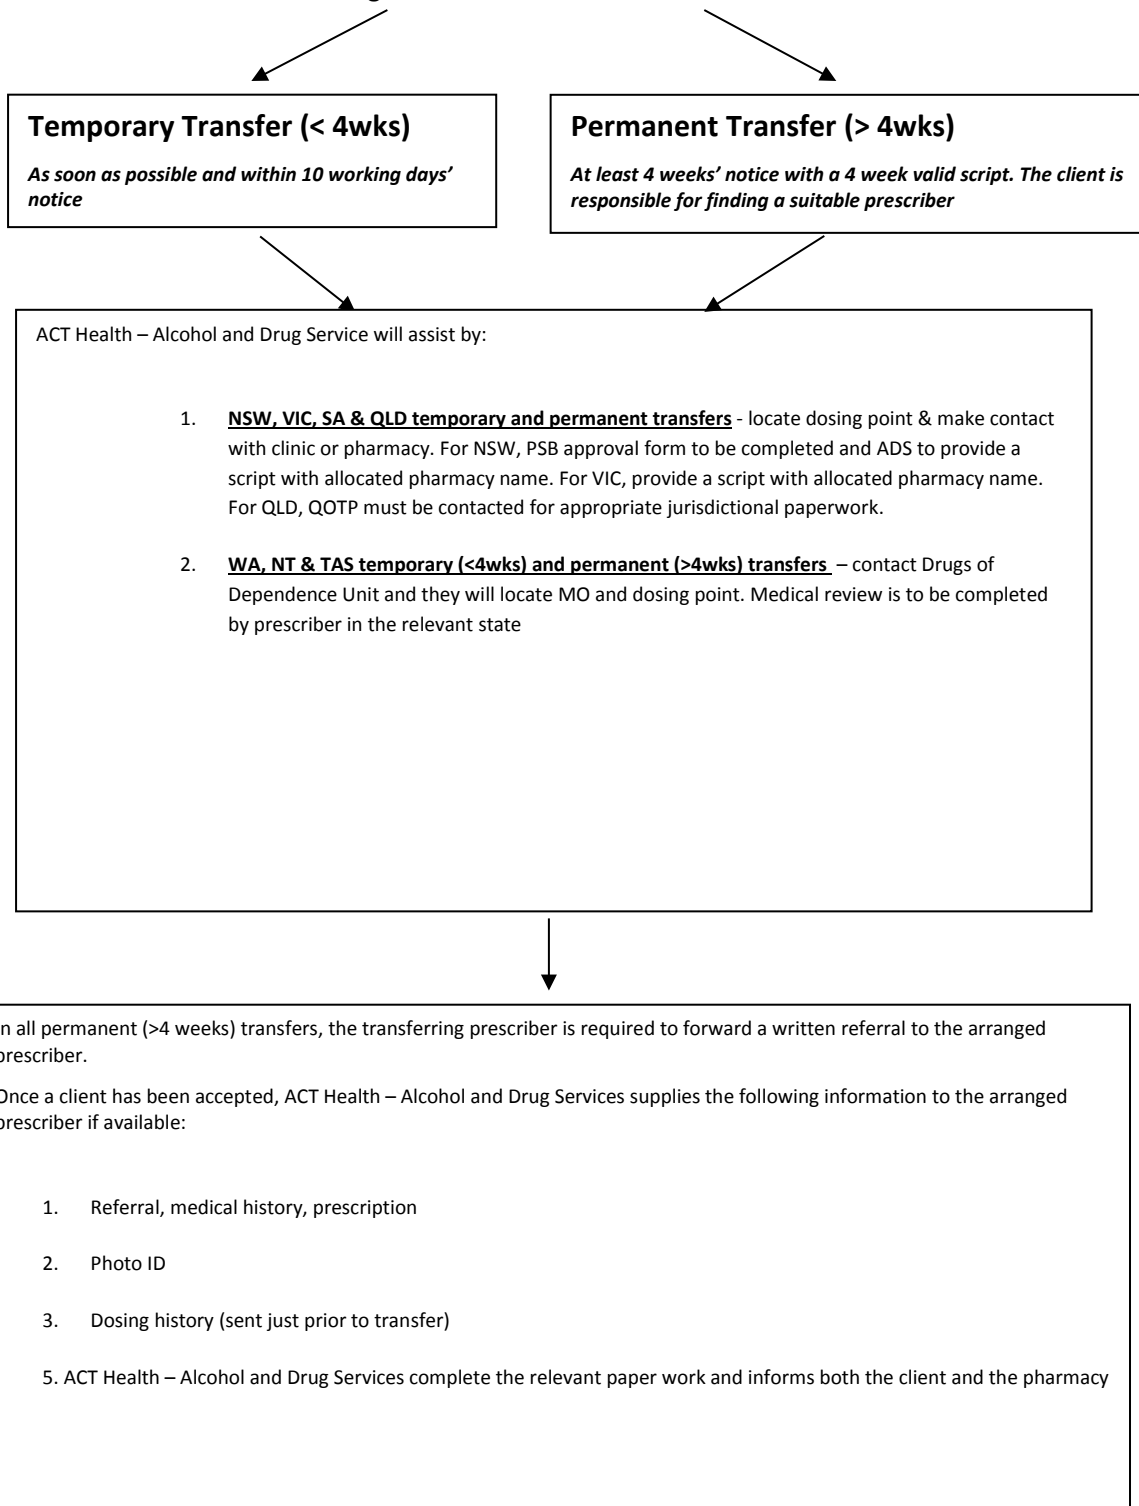 Temporary Transfer (< 4wks)
As soon as possible and within 10 working days’
notice
Permanent Transfer (> 4wks)
At least 4 weeks’ notice with a 4 week valid script. The client is
responsible for finding a suitable prescriber
ACT Health – Alcohol and Drug Service will assist by:
1. NSW, VIC, SA & QLD temporary and permanent transfers - locate dosing point & make contact
with clinic or pharmacy. For NSW, PSB approval form to be completed and ADS to provide a
script with allocated pharmacy name. For VIC, provide a script with allocated pharmacy name.
For QLD, QOTP must be contacted for appropriate jurisdictional paperwork.
2. WA, NT & TAS temporary (<4wks) and permanent (>4wks) transfers – contact Drugs of
Dependence Unit and they will locate MO and dosing point. Medical review is to be completed
by prescriber in the relevant state
n all permanent (>4 weeks) transfers, the transferring prescriber is required to forward a written referral to the arranged
prescriber.
Once a client has been accepted, ACT Health – Alcohol and Drug Services supplies the following information to the arranged
prescriber if available:
1. Referral, medical history, prescription
2. Photo ID
3. Dosing history (sent just prior to transfer)
5. ACT Health – Alcohol and Drug Services complete the relevant paper work and informs both the client and the pharmacy